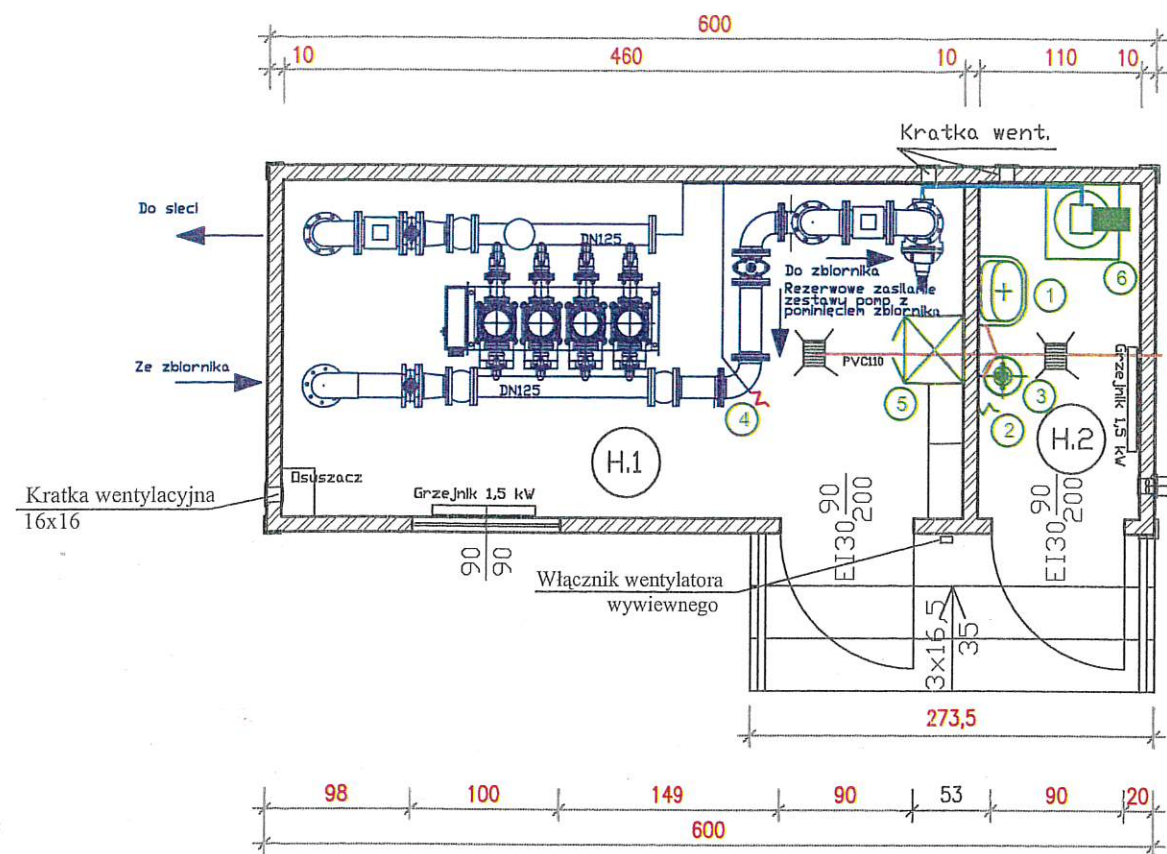 600
10 460 10 110 10
Kratka went.
Do sieci
DN125
Do zbiornika
Rezerwowe zasilanie
zestawu pomp z
pominięciem zbiornika
1
6
Ze zbiornika
DN125
PVC110
Grzejnik 1,5 kW
4
5
3
2
H.1
H.2
Osuszacz
Kratka wentylacyjna
16x16
Grzejnik 1,5 kW
90
90
EI30 90
200
EI30 90
200
Włącznik wentylatora
wywiewnego
3x16,5
35
273,5
98 100 149 90 53 90 20
600